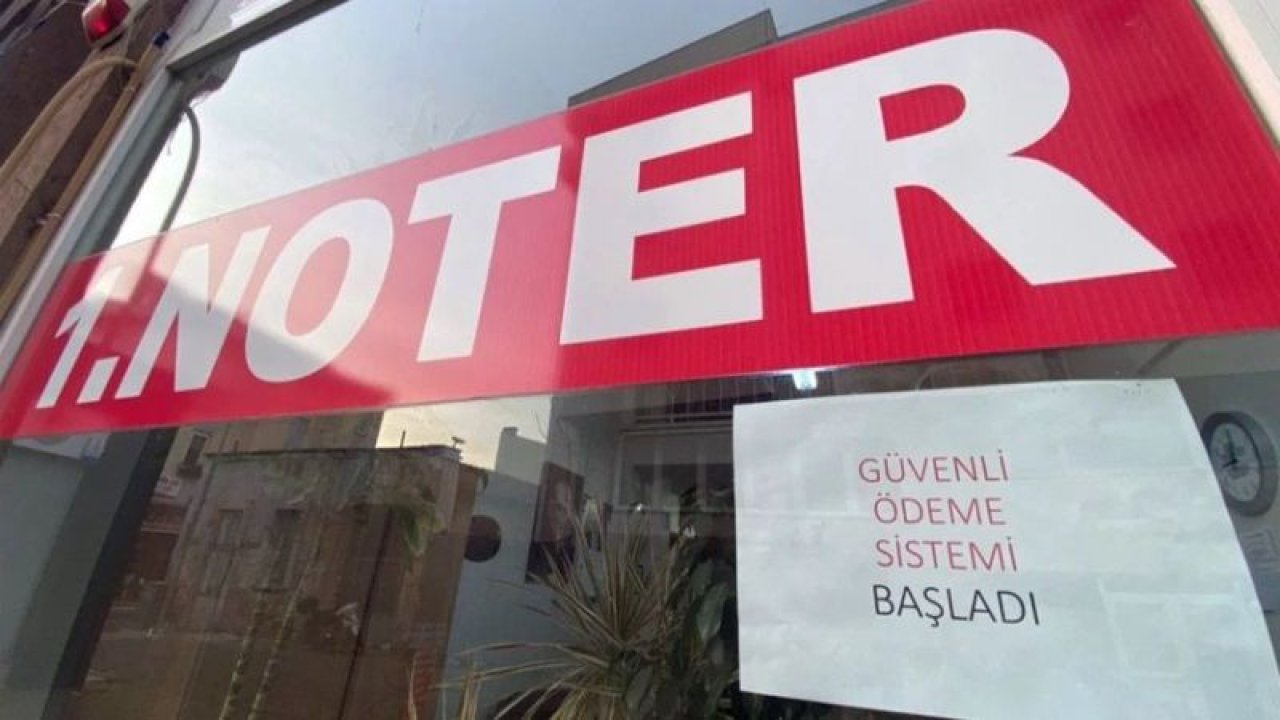 1.NOTER
GÜVENLİ
ÖDEME
SİSTEMİ
BAŞLADI